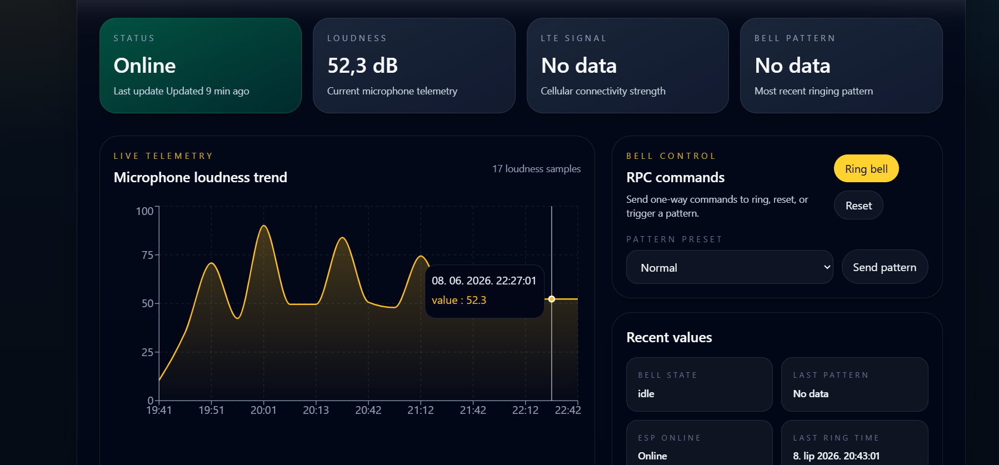 STATUS
Online
Last update Updated 9 min ago
LOUDNESS
52,3 dB
Current microphone telemetry
LTE SIGNAL
No data
Cellular connectivity strength
BELL PATTERN
No data
Most recent ringing pattern
LIVE TELEMETRY
Microphone loudness trend
17 loudness samples
100
75
50
25
0
19:41
19:51
20:01
20:13
20:42
21:12
21:42
22:12
22:42
08. 06. 2026. 22:27:01
value : 52.3
BELL CONTROL
RPC commands
Send one-way commands to ring, reset, or
trigger a pattern.
Ring bell
Reset
PATTERN PRESET
Normal
Send pattern
Recent values
BELL STATE
idle
LAST PATTERN
No data
ESP ONLINE
Online
LAST RING TIME
8. lip 2026. 20:43:01